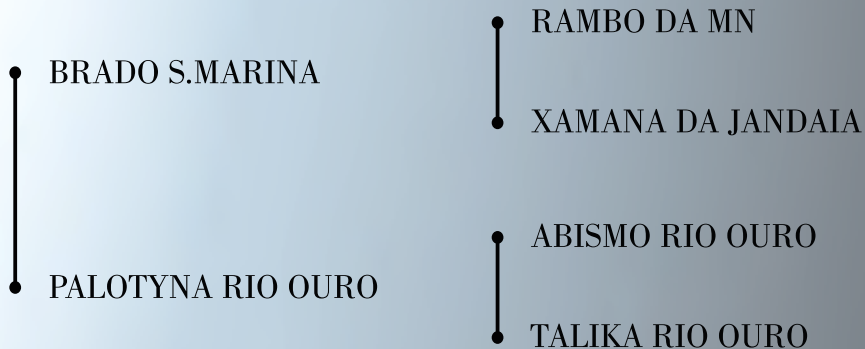 RAMBO DA MN
BRADO S.MARINA
XAMANA DA JANDAIA
ABISMO RIO OURO
PALOTYNA RIO OURO
TALIKA RIO OURO